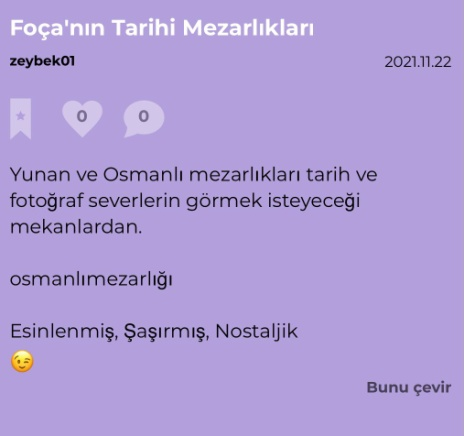 Foça'nın Tarihi Mezarlıkları
zeybek01
2021.11.22
0
0
Yunan ve Osmanlı mezarlıkları tarih ve
fotoğraf severlerin görmek isteyeceği
mekanlardan.
osmanlımezarlığı
Esinlenmiş, Şaşırmış, Nostaljik
😉
Bunu çevir